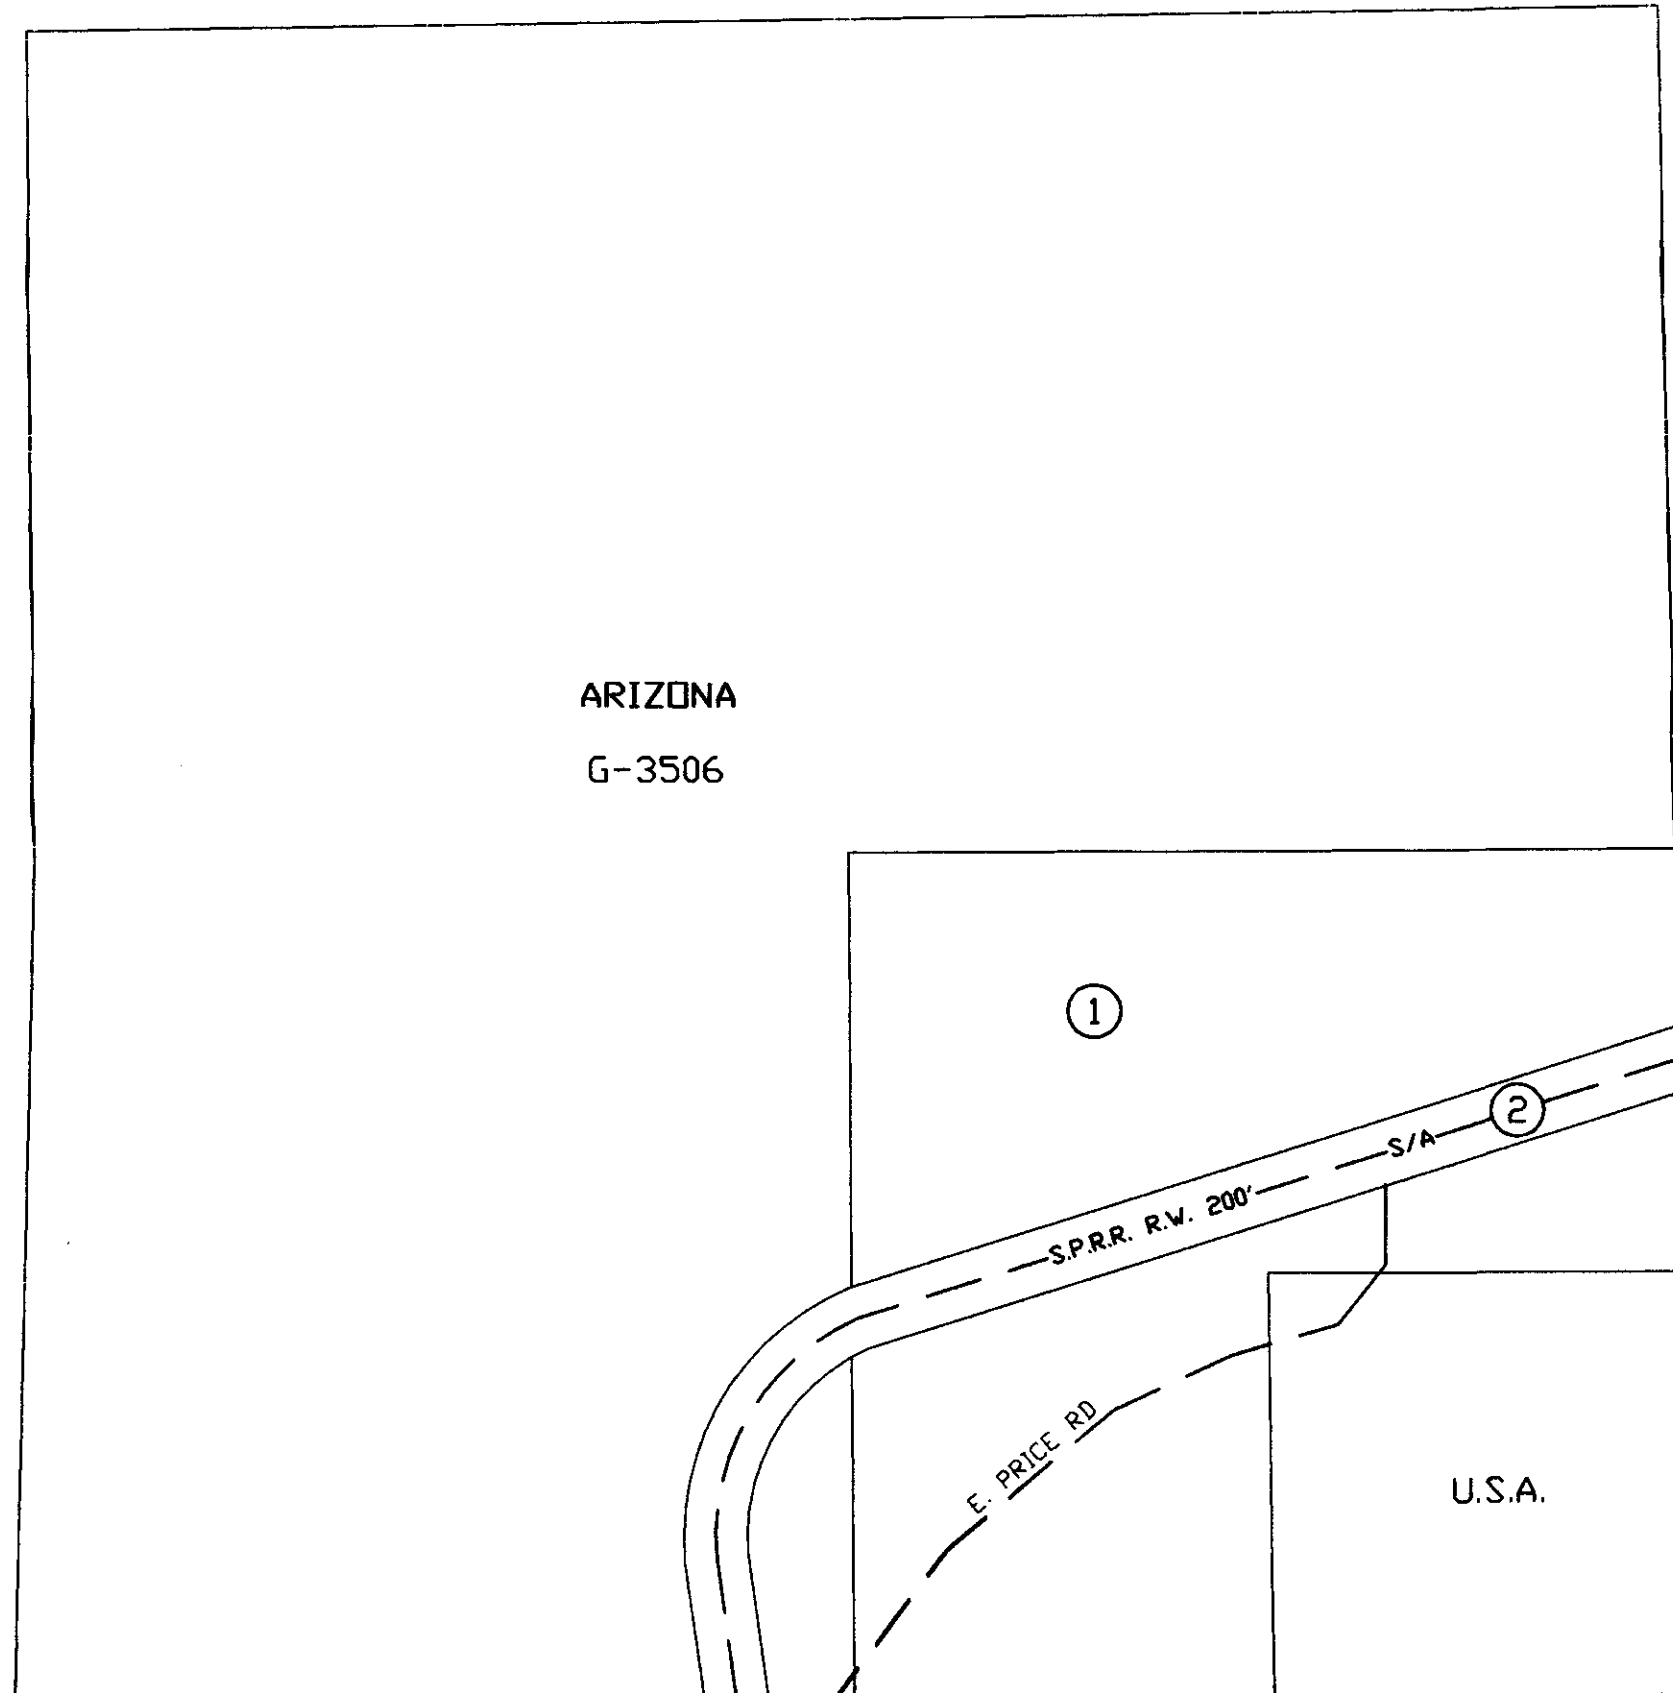 ARIZONA
G-3506
1
2
S/A
S.P.R.R. R.W. 200'
E. PRICE RD
U.S.A.